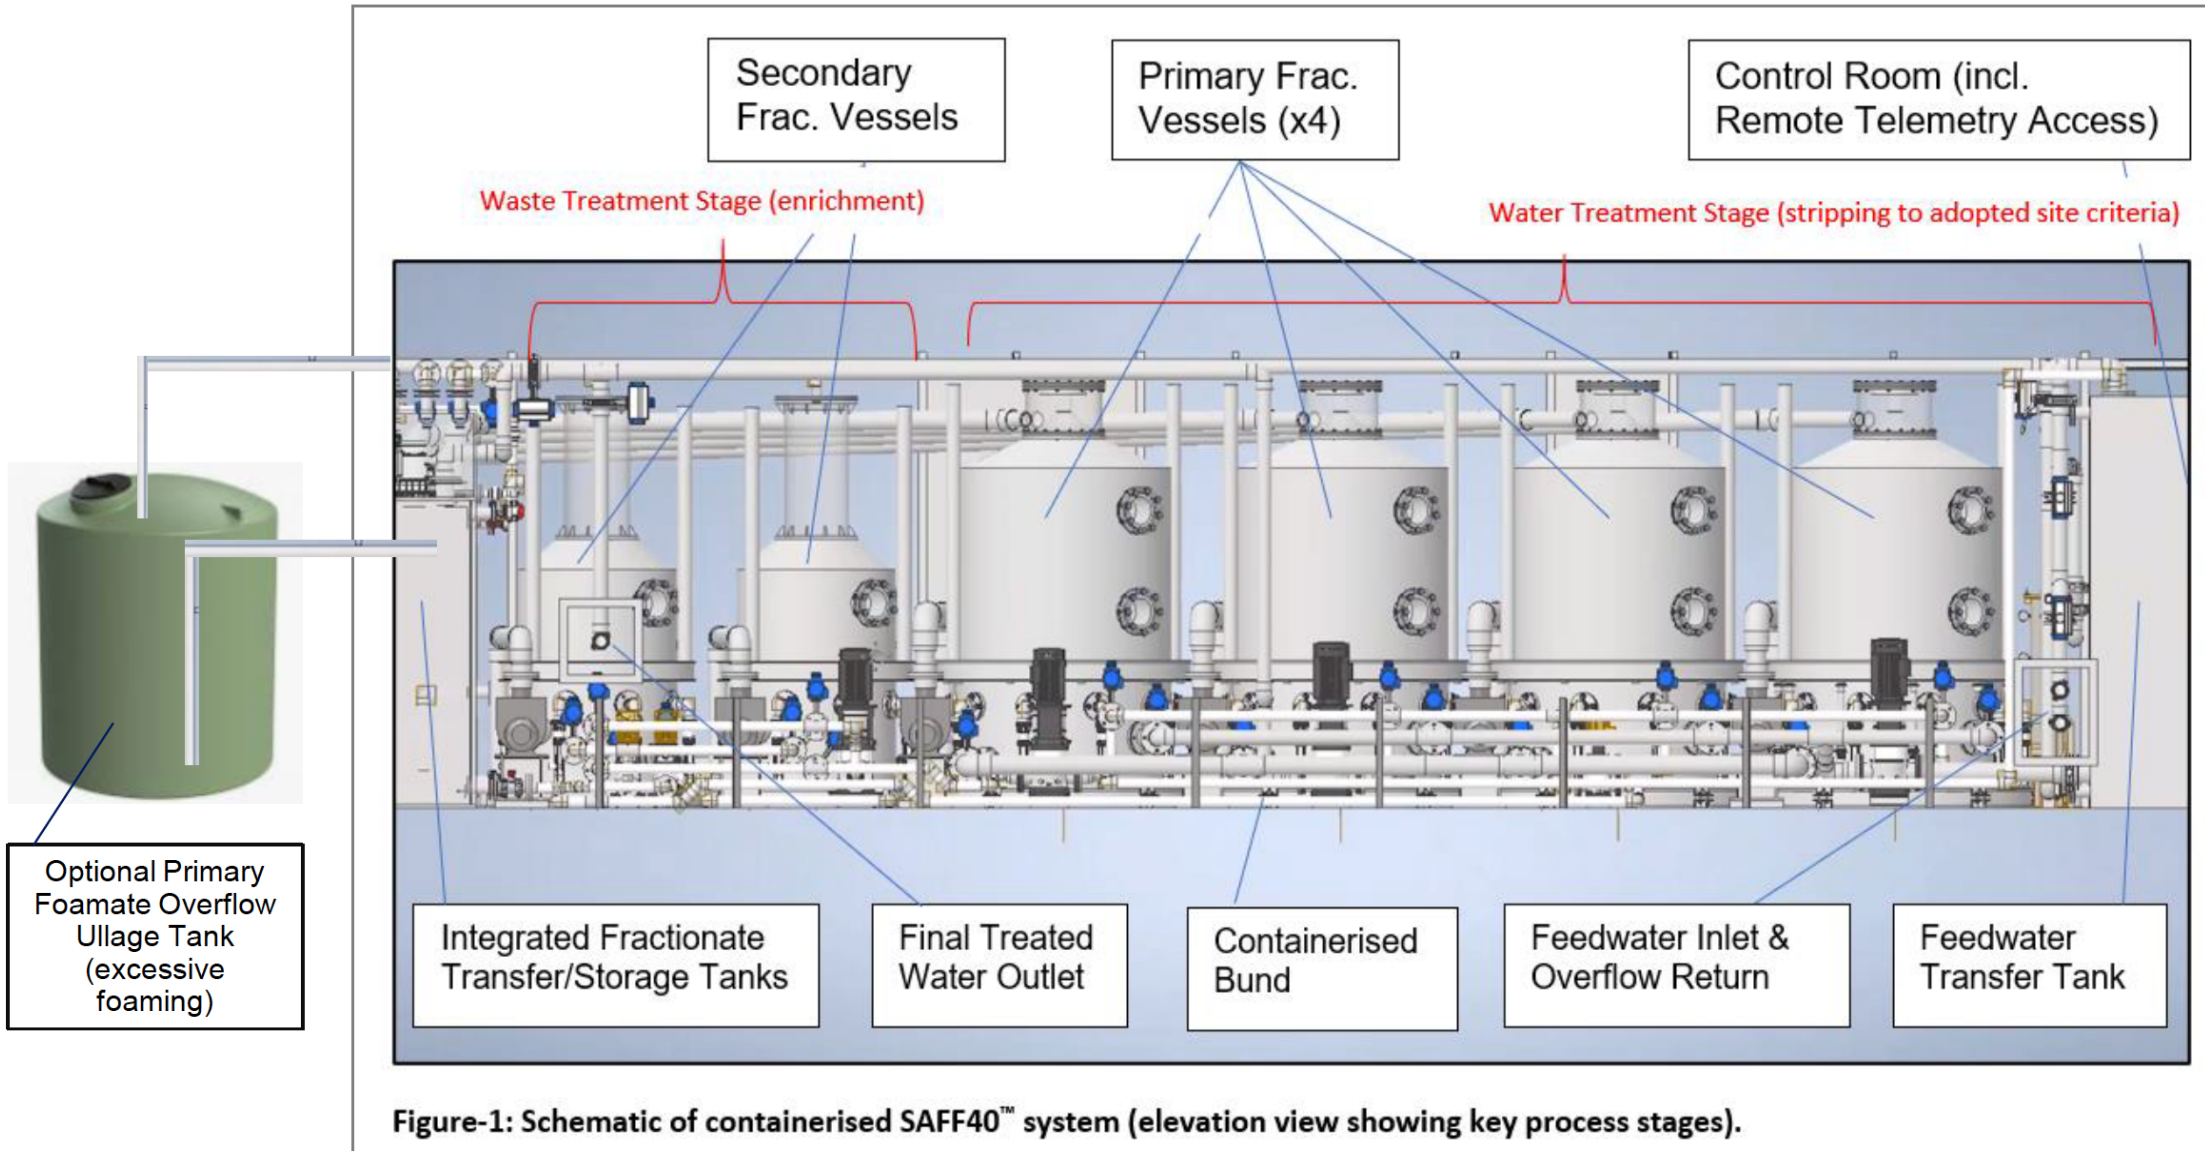 Secondary
Frac. Vessels
Primary Frac.
Vessels (x4)
Control Room (incl.
Remote Telemetry Access)
Waste Treatment Stage (enrichment)
Water Treatment Stage (stripping to adopted site criteria)
Optional Primary
Foamate Overflow
Ullage Tank
(excessive
foaming)
Integrated Fractionate
Transfer/Storage Tanks
Final Treated
Water Outlet
Containerised
Bund
Feedwater Inlet &
Overflow Return
Feedwater
Transfer Tank
Figure-1: Schematic of containerised SAFF40™ system (elevation view showing key process stages).